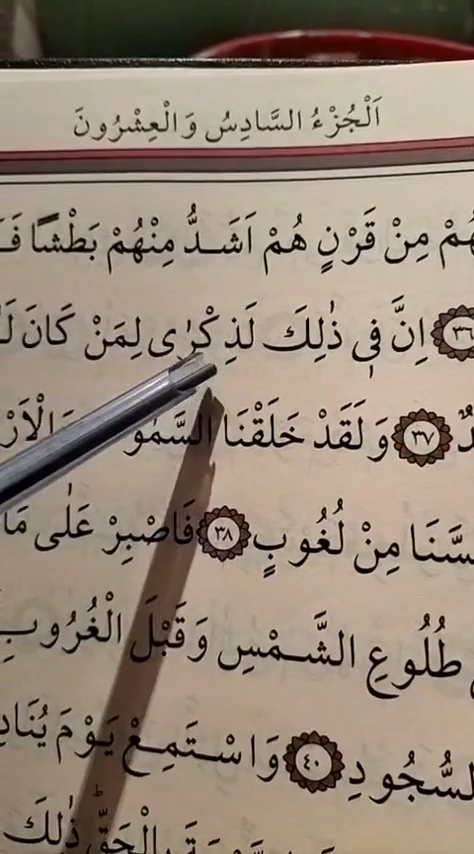 اَلْجُزْءُ السَّادِسُ وَالْعِشْرُونَ
مِنْ قَرْنٍ هُمْ اَشَدُّ مِنْهُمْ بَطْشًا
﴿٣٦﴾ اِنَّ فٖي ذٰلِكَ لَذِكْرٰى لِمَنْ كَانَ
﴿٣٧﴾ وَلَقَدْ خَلَقْنَا السَّمٰو
مِنْ لُغُوبٍ ﴿٣٨﴾ فَاصْبِرْ عَلٰى مَا
طُلُوعِ الشَّمْسِ وَقَبْلَ الْغُرُوبِ
السُّجُودِ ﴿٤٠﴾ وَاسْتَمِعْ يَوْمَ
بِالْحَقِّ ذٰلِكَ